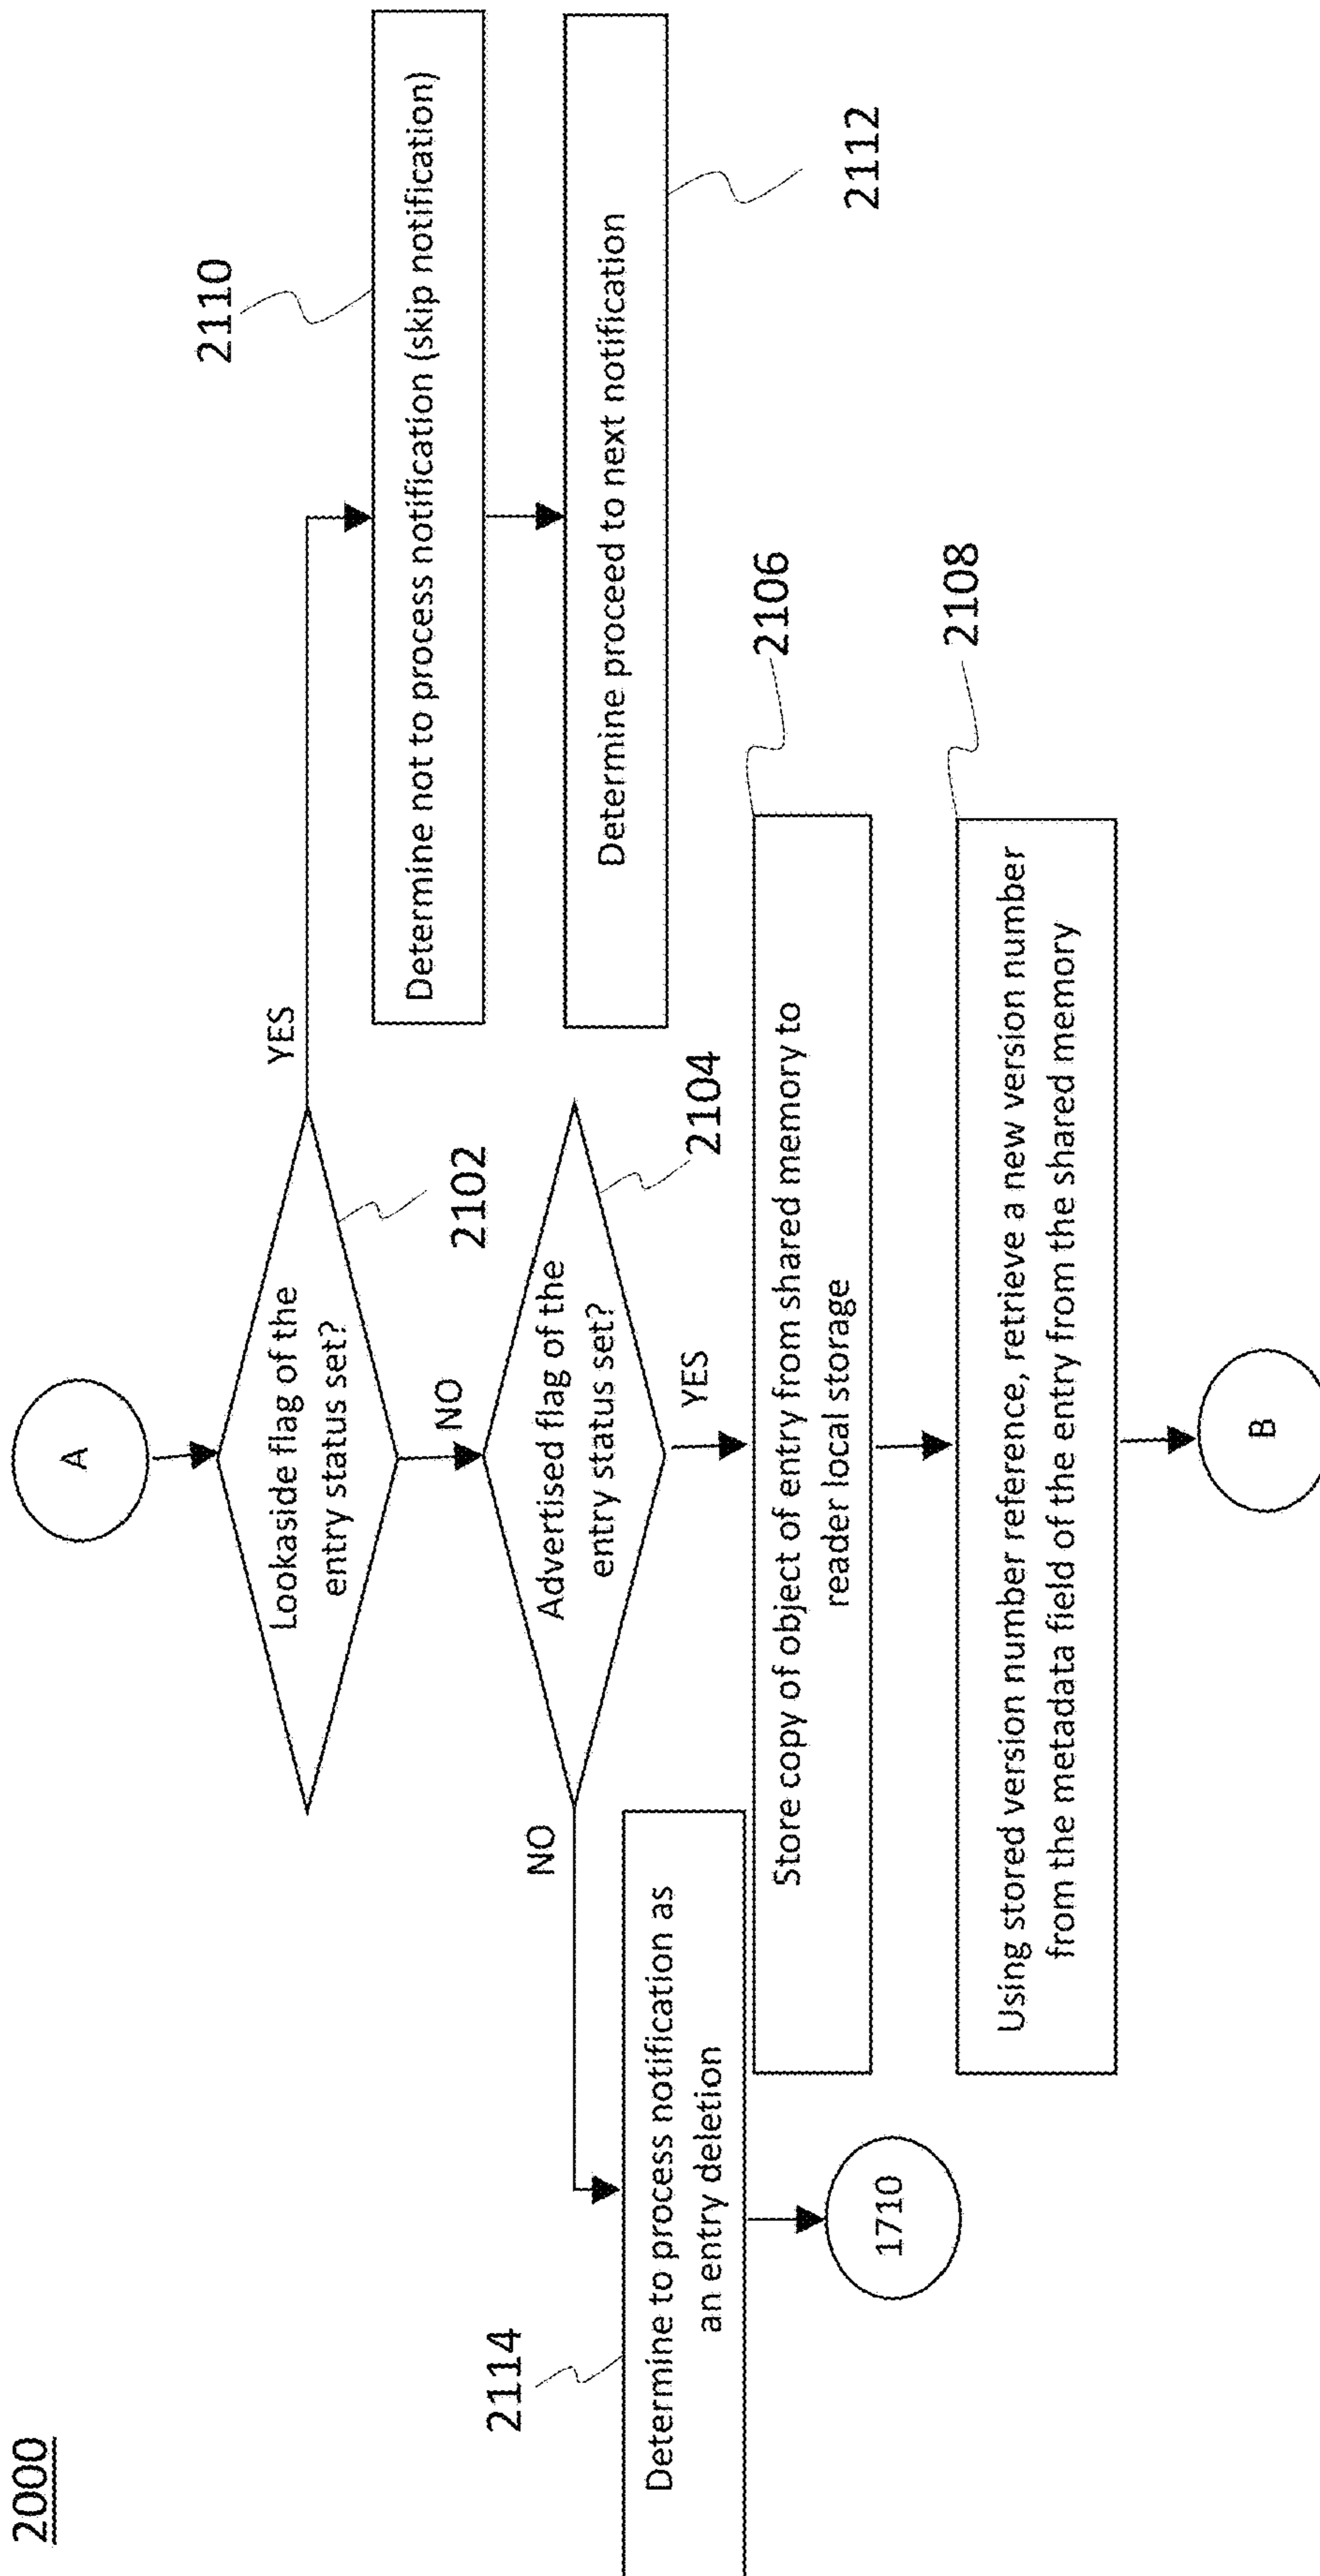 2000
A
Lookaside flag of the
entry status set?
2102
YES
NO
Determine not to process notification (skip notification)
2110
Determine proceed to next notification
2112
Advertised flag of the
entry status set?
2104
NO
YES
Determine to process notification as
an entry deletion
2114
1710
Store copy of object of entry from shared memory to
reader local storage
2106
Using stored version number reference, retrieve a new version number
from the metadata field of the entry from the shared memory
2108
B